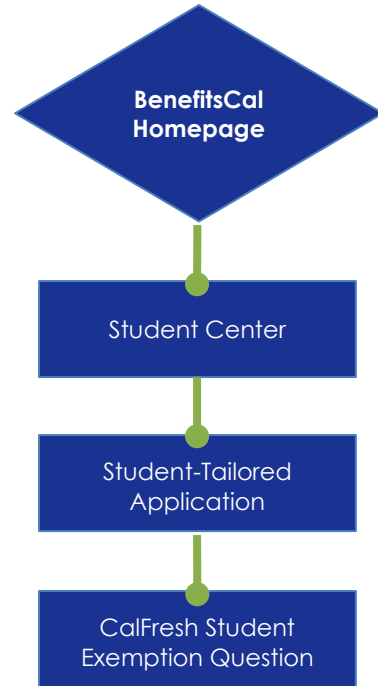 BenefitsCal
Homepage
Student Center
Student-Tailored
Application
CalFresh Student
Exemption Question